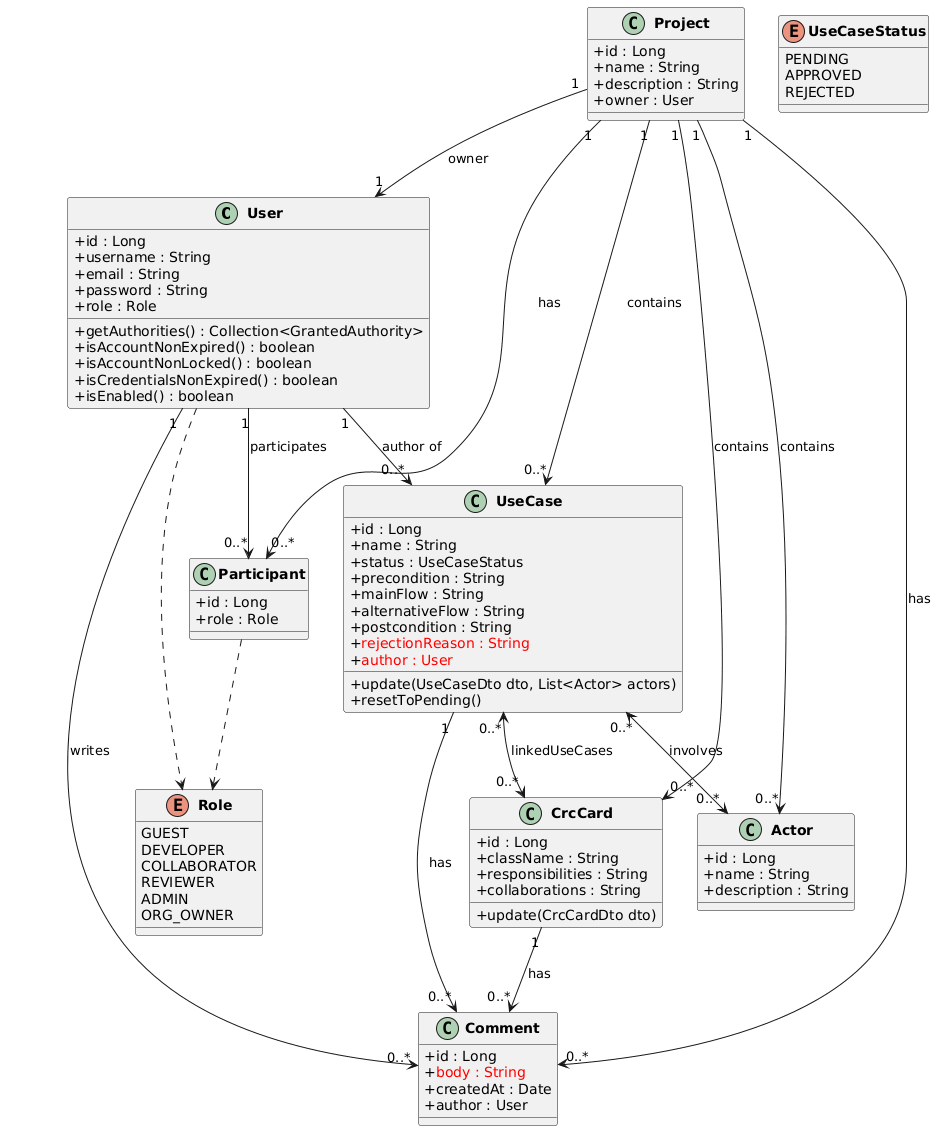 C Project
+id : Long
+name : String
+description : String
+owner : User
E UseCaseStatus
PENDING
APPROVED
REJECTED
1
1
1
1
1
1
owner
1
C User
+id : Long
+username : String
+email : String
+password : String
+role : Role
+getAuthorities() : Collection<GrantedAuthority>
+isAccountNonExpired() : boolean
+isAccountNonLocked() : boolean
+isCredentialsNonExpired() : boolean
+isEnabled() : boolean
has
contains
1
1
1
participates
author of
contains
contains
0..*
0..*
0..*
0..*
C UseCase
+id : Long
+name : String
+status : UseCaseStatus
+precondition : String
+mainFlow : String
+alternativeFlow : String
+postcondition : String
+rejectionReason : String
+author : User
+update(UseCaseDto dto, List<Actor> actors)
+resetToPending()
C Participant
+id : Long
+role : Role
has
1
0..*
0..*
writes
linkedUseCases
involves
0..*
0..*
0..*
0..*
E Role
GUEST
DEVELOPER
COLLABORATOR
REVIEWER
ADMIN
ORG_OWNER
C CrcCard
+id : Long
+className : String
+responsibilities : String
+collaborations : String
+update(CrcCardDto dto)
C Actor
+id : Long
+name : String
+description : String
has
1
has
0..*
0..*
C Comment
+id : Long
+body : String
+createdAt : Date
+author : User
0..*
0..*